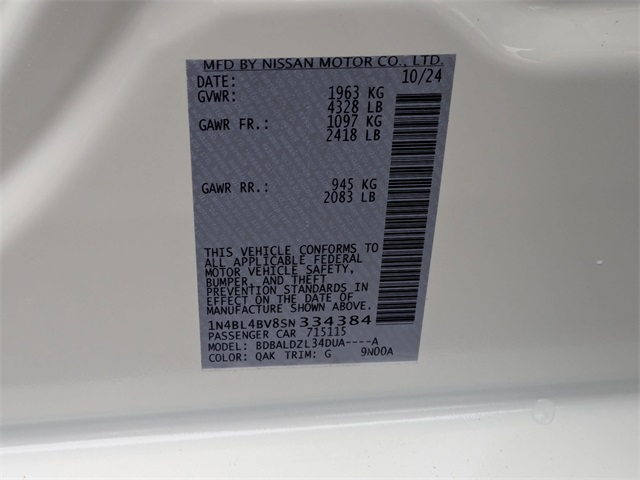 MFD BY NISSAN MOTOR CO., LTD.
DATE: 10/24
GVWR: 1963 KG
4328 LB
GAWR FR.: 1097 KG
2418 LB
GAWR RR.: 945 KG
2083 LB
THIS VEHICLE CONFORMS TO
ALL APPLICABLE FEDERAL
MOTOR VEHICLE SAFETY,
BUMPER, AND THEFT
PREVENTION STANDARDS IN
EFFECT ON THE DATE OF
MANUFACTURE SHOWN ABOVE
1N4BL4BV8SN334384
PASSENGER CAR 715115
MODEL: BDBALDZL34DUA----A
COLOR: QAK TRIM: G 9N00A